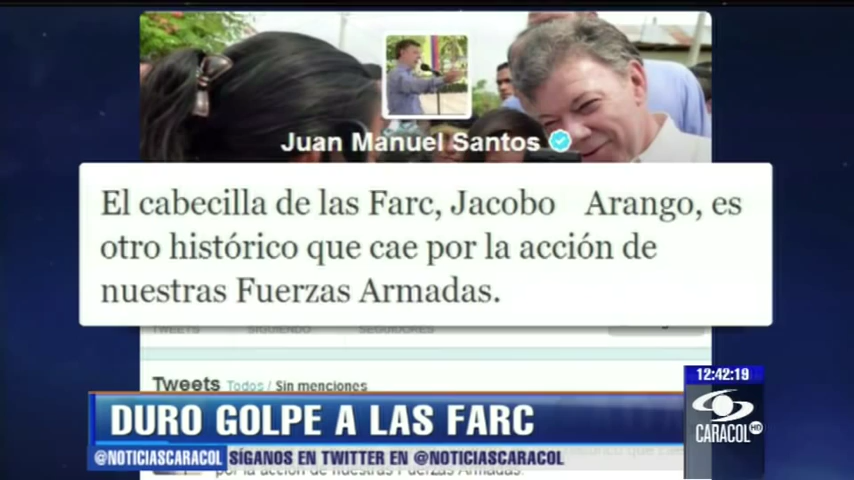 Juan Manuel Santos
El cabecilla de las Farc, Jacobo Arango, es
otro histórico que cae por la acción de
nuestras Fuerzas Armadas.
TWEETS SIGUIENDO SEGUIDORES
Tweets Todos / Sin menciones
12:42:19
DURO GOLPE A LAS FARC
CARACOL HD
@NOTICIASCARACOL SÍGANOS EN TWITTER EN @NOTICIASCARACOL
por la acción de nuestras Fuerzas Armadas.